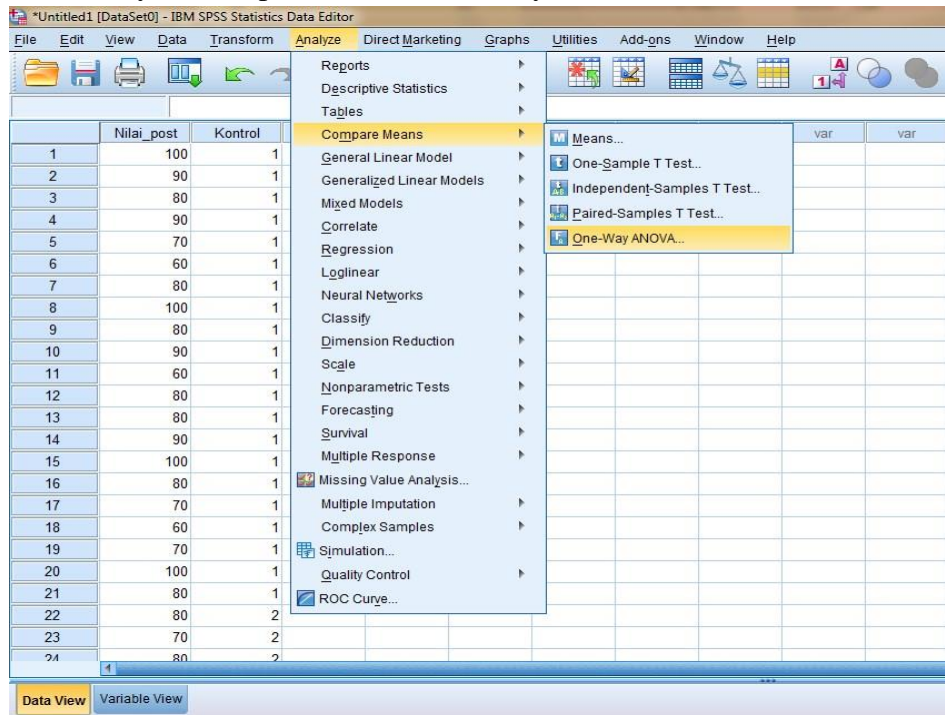 *Untitled1 [DataSet0] - IBM SPSS Statistics Data Editor
File Edit View Data Transform Analyze Direct Marketing Graphs Utilities Add-ons Window Help
Reports
Descriptive Statistics
Tables
Compare Means
General Linear Model
Generalized Linear Models
Mixed Models
Correlate
Regression
Loglinear
Neural Networks
Classify
Dimension Reduction
Scale
Nonparametric Tests
Forecasting
Survival
Multiple Response
Missing Value Analysis...
Multiple Imputation
Complex Samples
Simulation...
Quality Control
ROC Curve...
Means...
One-Sample T Test...
Independent-Samples T Test...
Paired-Samples T Test...
One-Way ANOVA...
A
1 4
Nilai_post Kontrol var var
1 100 1
2 90 1
3 80 1
4 90 1
5 70 1
6 60 1
7 80 1
8 100 1
9 80 1
10 90 1
11 60 1
12 80 1
13 80 1
14 90 1
15 100 1
16 80 1
17 70 1
18 60 1
19 70 1
20 100 1
21 80 1
22 80 2
23 70 2
24 80 2
Data View Variable View